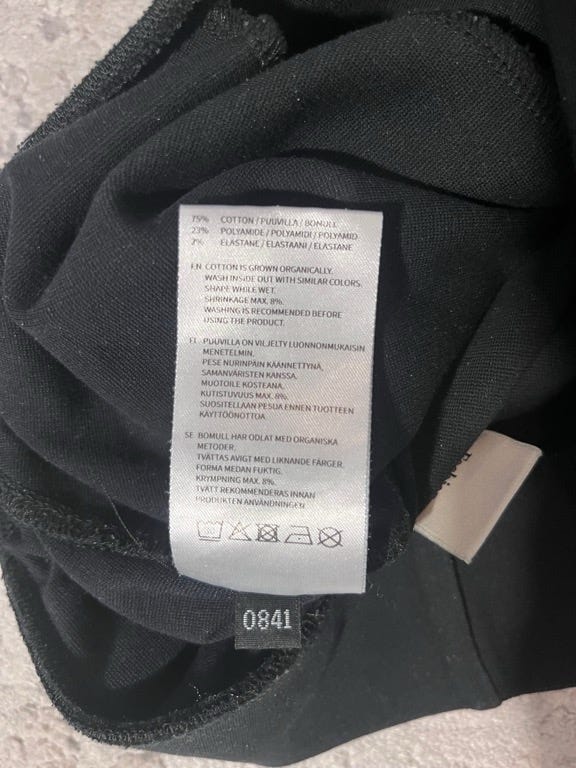 75% COTTON / PUUVILLA / BOMULL
23% POLYAMIDE / POLYAMIDI / POLYAMID
2% ELASTANE / ELASTAANI / ELASTANE
EN COTTON IS GROWN ORGANICALLY.
WASH INSIDE OUT WITH SIMILAR COLORS.
SHAPE WHILE WET.
SHRINKAGE MAX. 8%.
WASHING IS RECOMMENDED BEFORE
USING THE PRODUCT.
FI PUUVILLA ON VILJELTY LUONNONMUKAISIN
MENETELMIN.
PESE NURINPÄIN KÄÄNNETTYNÄ,
SAMANVÄRISTEN KANSSA.
MUOTOILE KOSTEANA.
KUTISTUVUUS MAX. 8%.
SUOSITELLAAN PESUA ENNEN TUOTTEEN
KÄYTTÖÖNOTTOA.
SE BOMULL HAR ODLAT MED ORGANISKA
METODER.
TVÄTTAS AVIGT MED LIKNANDE FÄRGER.
FORMA MEDAN FUKTIG.
KRYMPNING MAX. 8%.
TVÄTT REKOMMENDERAS INNAN
PRODUKTEN ANVÄNDNINGEN.
0841